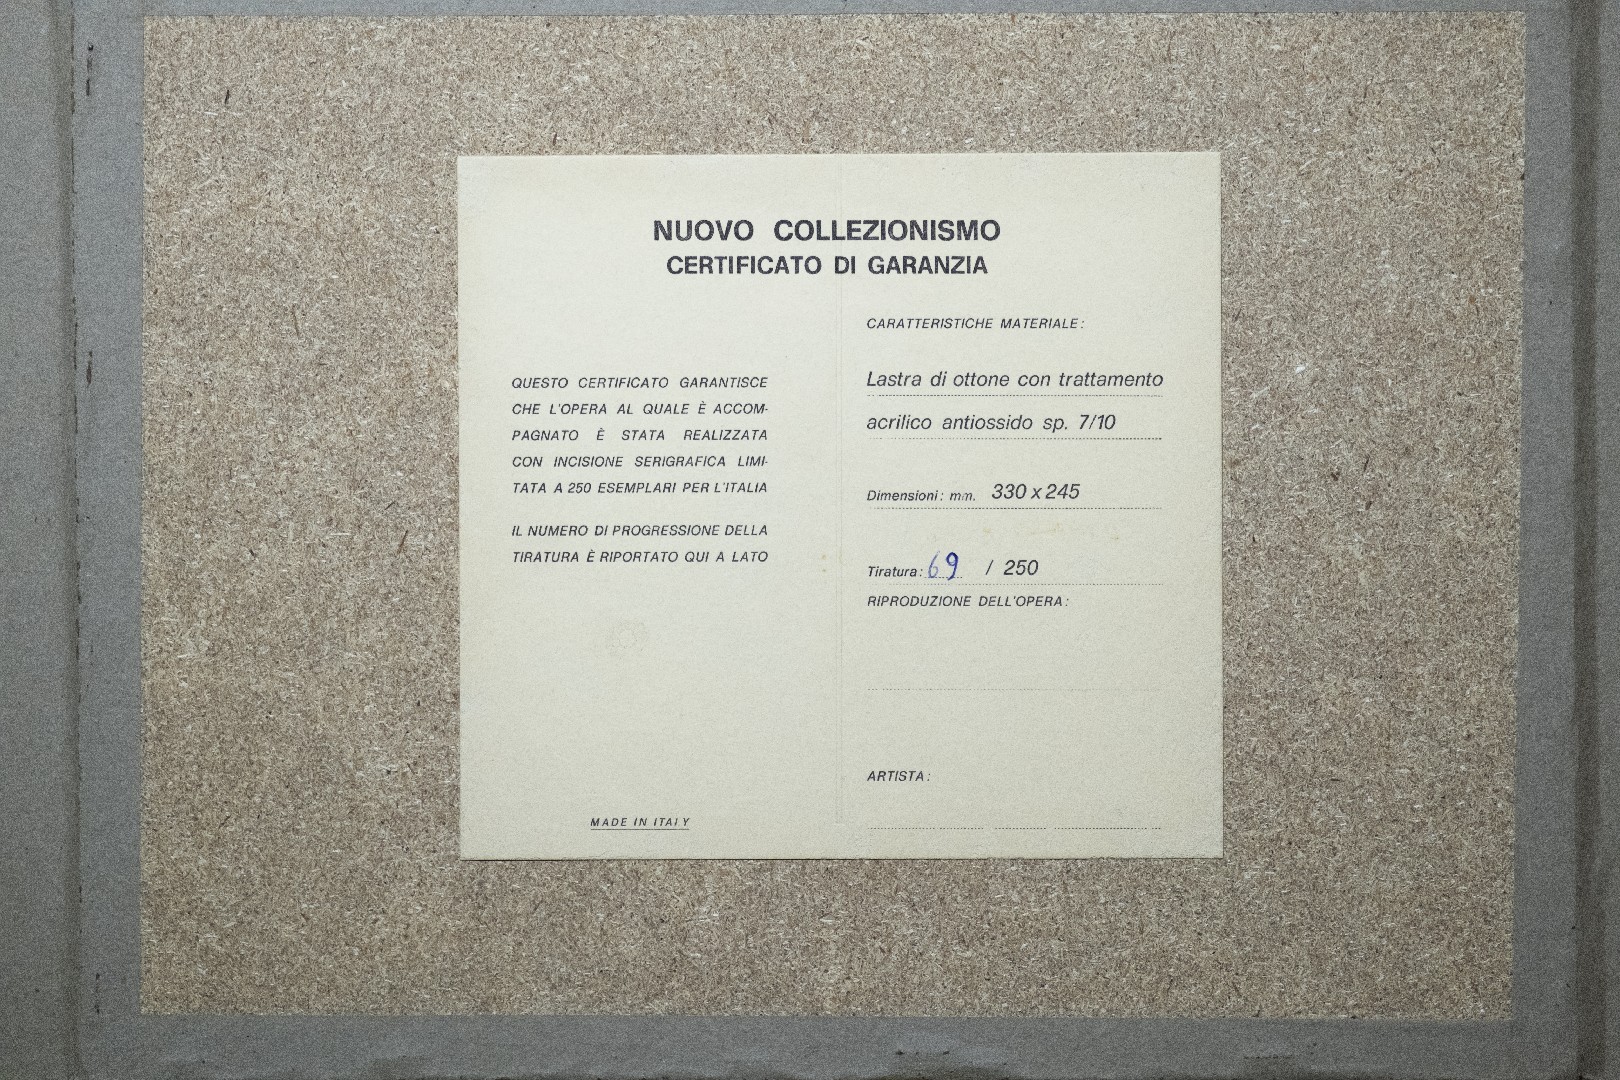 NUOVO COLLEZIONISMO
CERTIFICATO DI GARANZIA
QUESTO CERTIFICATO GARANTISCE
CHE L'OPERA AL QUALE È ACCOM-
PAGNATO È STATA REALIZZATA
CON INCISIONE SERIGRAFICA LIMI-
TATA A 250 ESEMPLARI PER L'ITALIA
IL NUMERO DI PROGRESSIONE DELLA
TIRATURA È RIPORTATO QUI A LATO
MADE IN ITALY
CARATTERISTICHE MATERIALE:
Lastra di ottone con trattamento
acrilico antiossido sp. 7/10
Dimensioni: mm. 330 x 245
Tiratura: 69 / 250
RIPRODUZIONE DELL'OPERA:
ARTISTA: